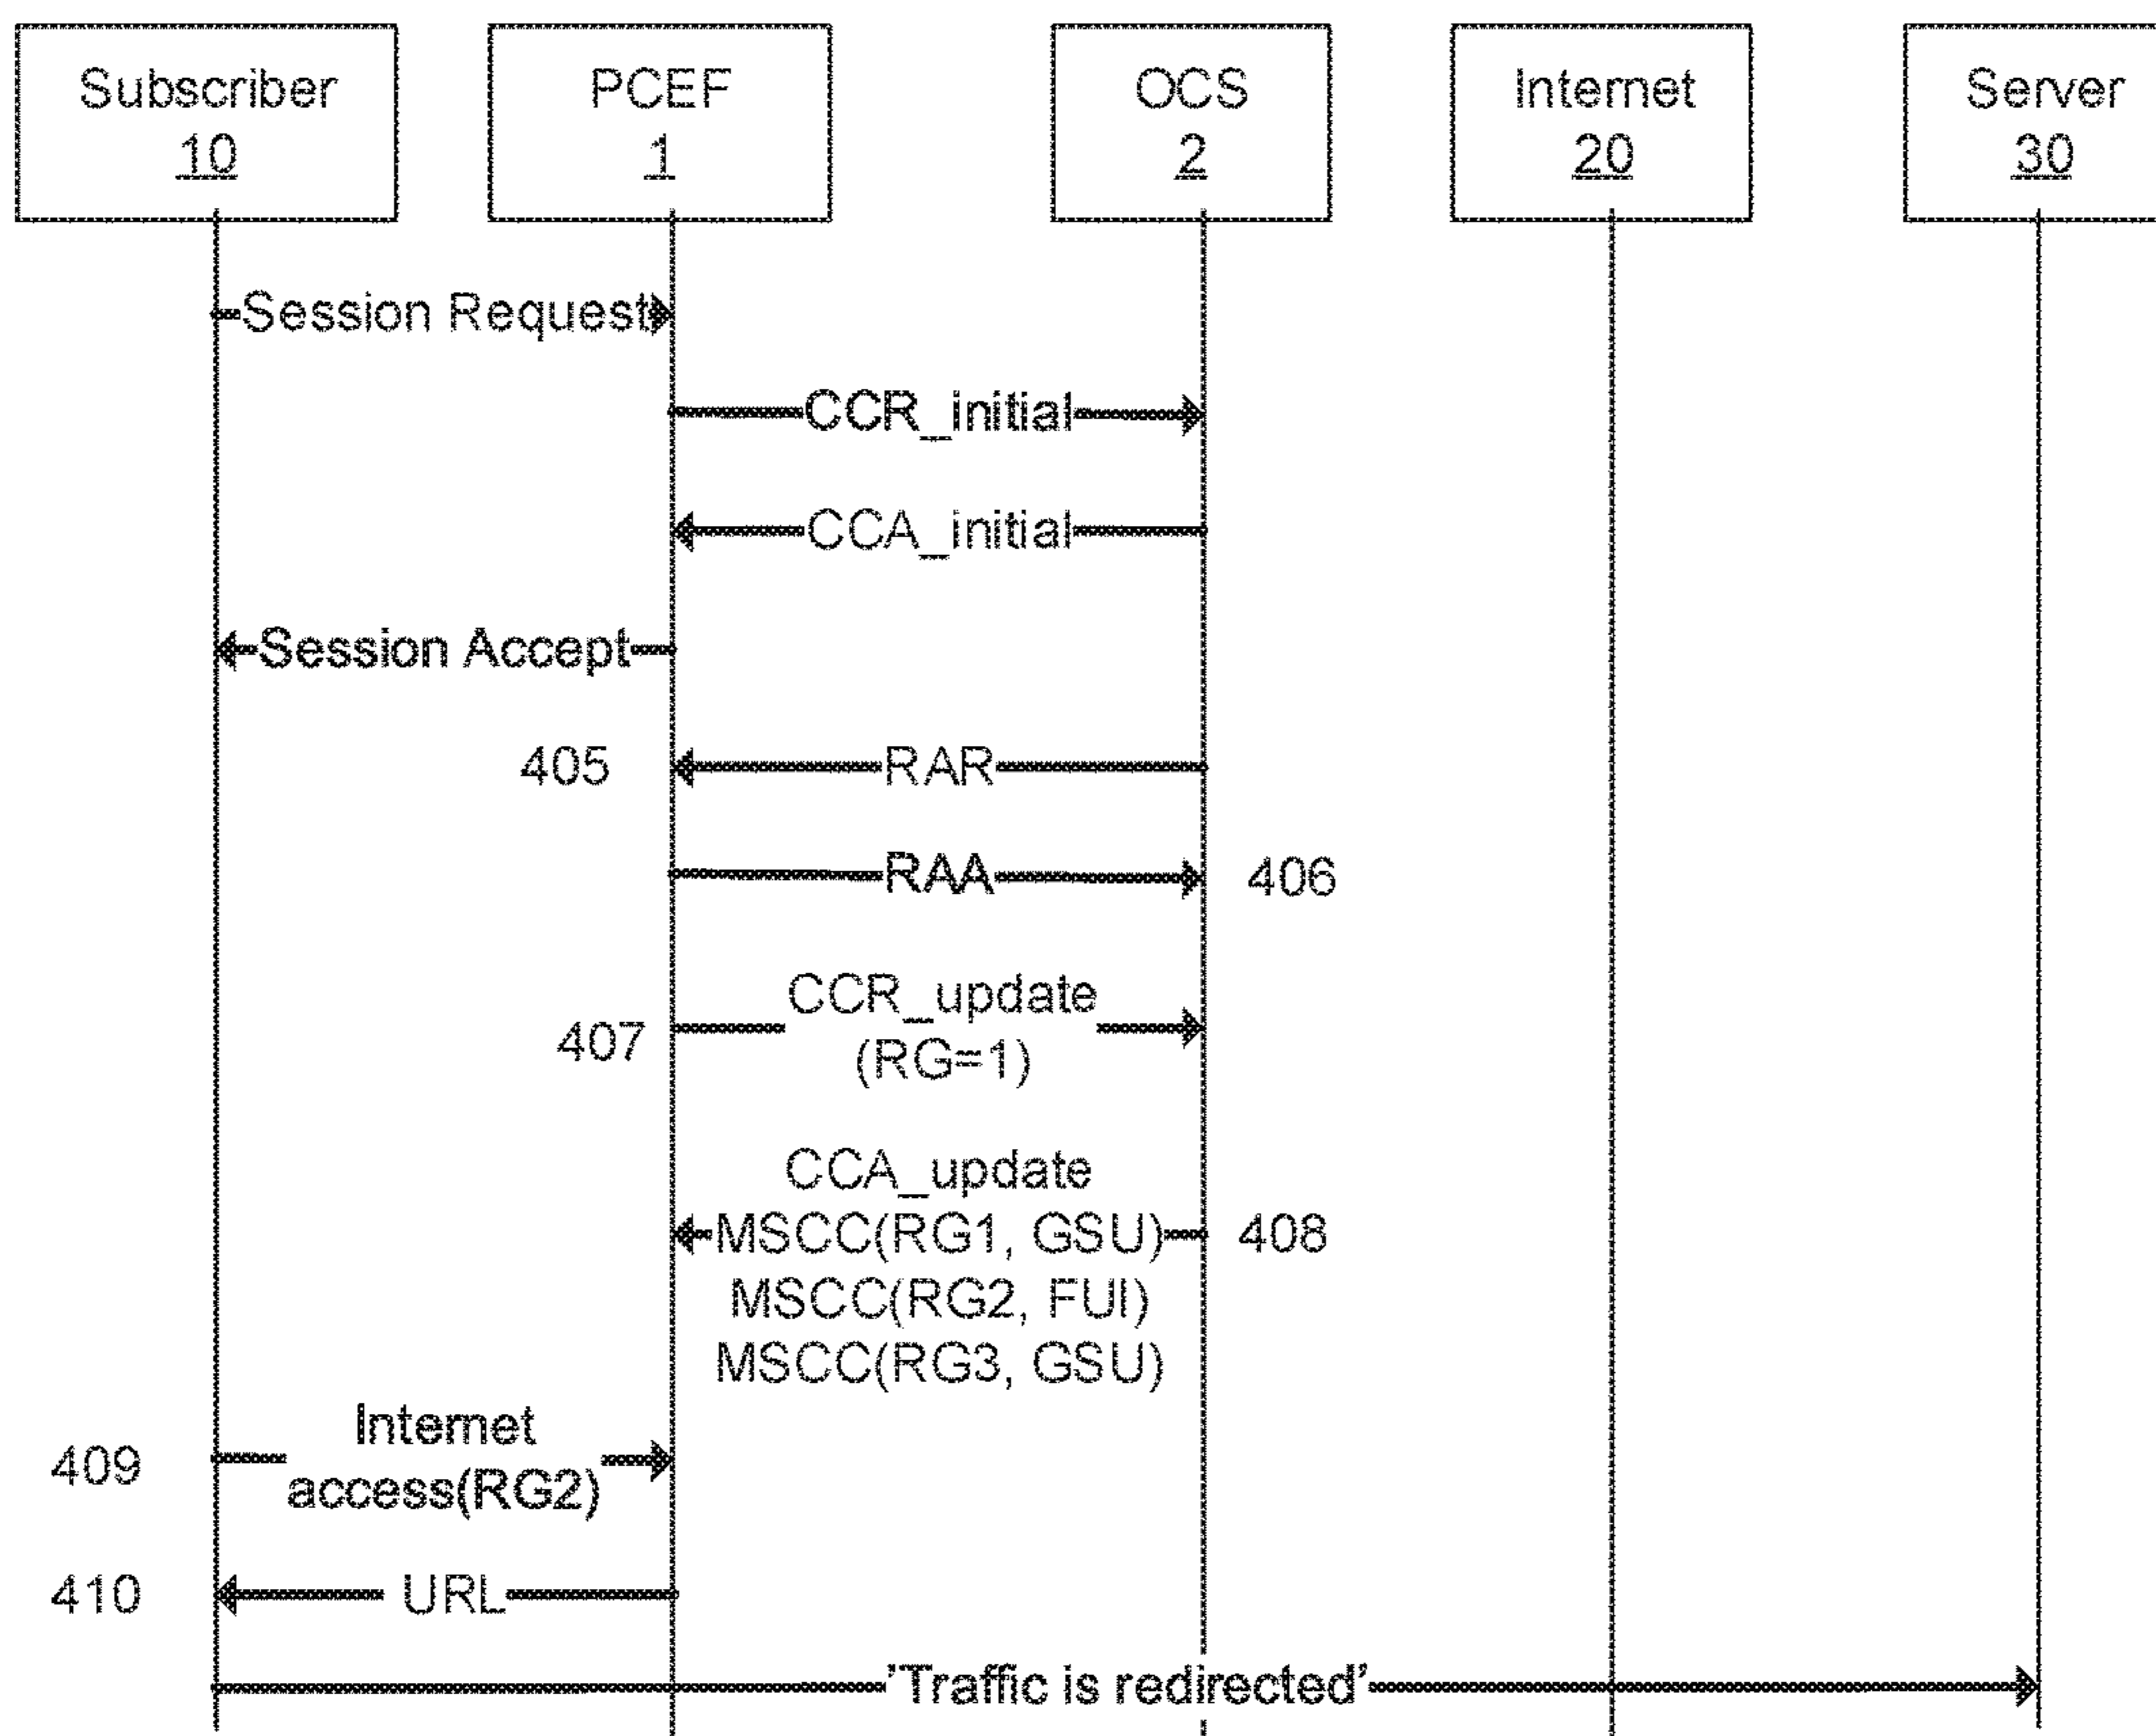 Subscriber
10
PCEF
1
OCS
2
Internet
20
Server
30
Session Request
CCR_initial
CCA_initial
Session Accept
405
RAR
RAA
406
CCR_update
(RG=1)
407
CCA_update
MSCC(RG1, GSU)
408
MSCC(RG2, FUI)
MSCC(RG3, GSU)
Internet
access(RG2)
409
410
URL
'Traffic is redirected'